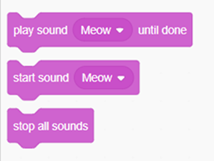 play sound Meow until done
start sound Meow
stop all sounds